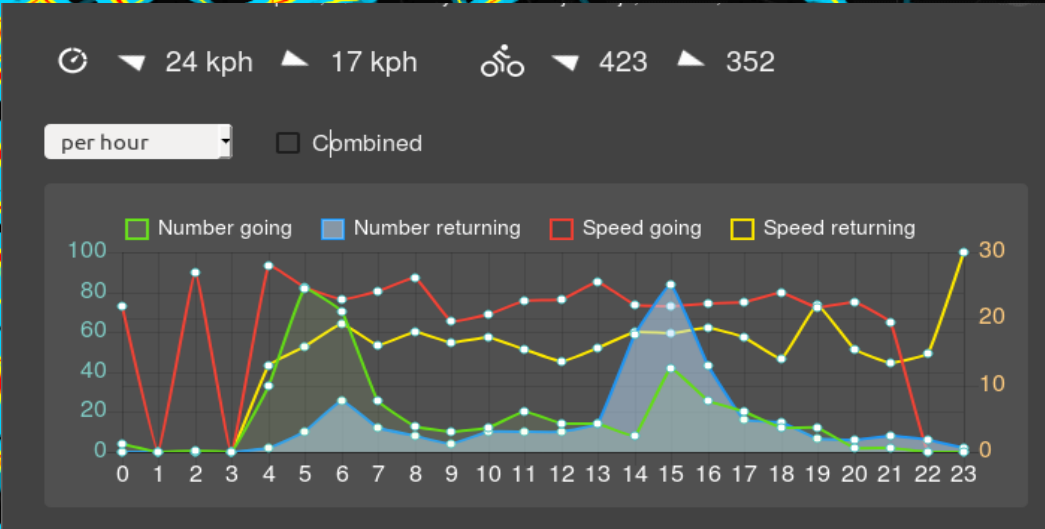 24 kph 17 kph 423 352
per hour Combined
Number going Number returning Speed going Speed returning
100 30
80
60 20
40 10
20
0 0
0 1 2 3 4 5 6 7 8 9 10 11 12 13 14 15 16 17 18 19 20 21 22 23